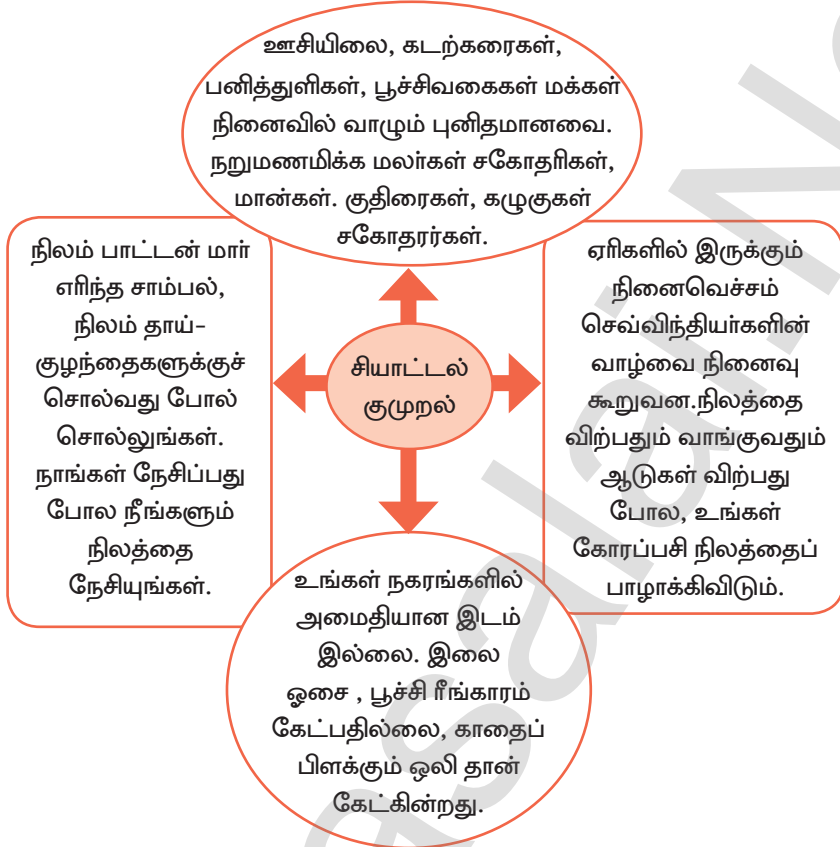 ஊசியிலை, கடற்கரைகள்,
பனித்துளிகள், பூச்சிவகைகள் மக்கள்
நினைவில் வாழும் புனிதமானவை.
நறுமணமிக்க மலர்கள் சகோதரிகள்,
மான்கள். குதிரைகள், கழுகுகள்
சகோதரர்கள்.
நிலம் பாட்டன் மார்
எரிந்த சாம்பல்,
நிலம் தாய்-
குழந்தைகளுக்குச்
சொல்வது போல்
சொல்லுங்கள்.
நாங்கள் நேசிப்பது
போல நீங்களும்
நிலத்தை
நேசியுங்கள்.
சியாட்டல்
குமுறல்
ஏரிகளில் இருக்கும்
நினைவெச்சம்
செவ்விந்தியர்களின்
வாழ்வை நினைவு
கூறுவன.நிலத்தை
விற்பதும் வாங்குவதும்
ஆடுகள் விற்பது
போல, உங்கள்
கோரப்பசி நிலத்தைப்
பாழாக்கிவிடும்.
உங்கள் நகரங்களில்
அமைதியான இடம்
இல்லை. இலை
ஓசை , பூச்சி ரீங்காரம்
கேட்பதில்லை, காதைப்
பிளக்கும் ஒலி தான்
கேட்கின்றது.